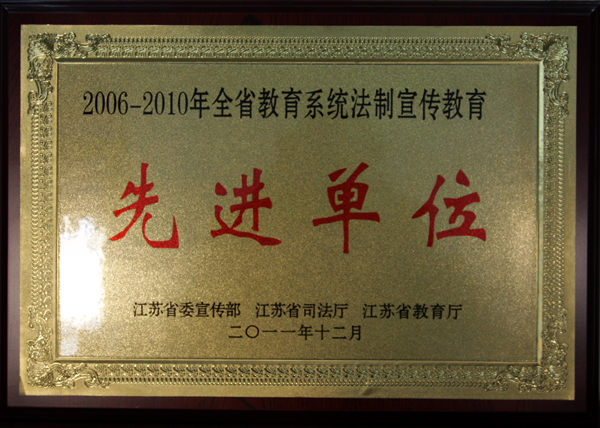 2006-2010年全省教育系统法制宣传教育
先进单位
江苏省委宣传部 江苏省司法厅 江苏省教育厅
二〇一一年十二月